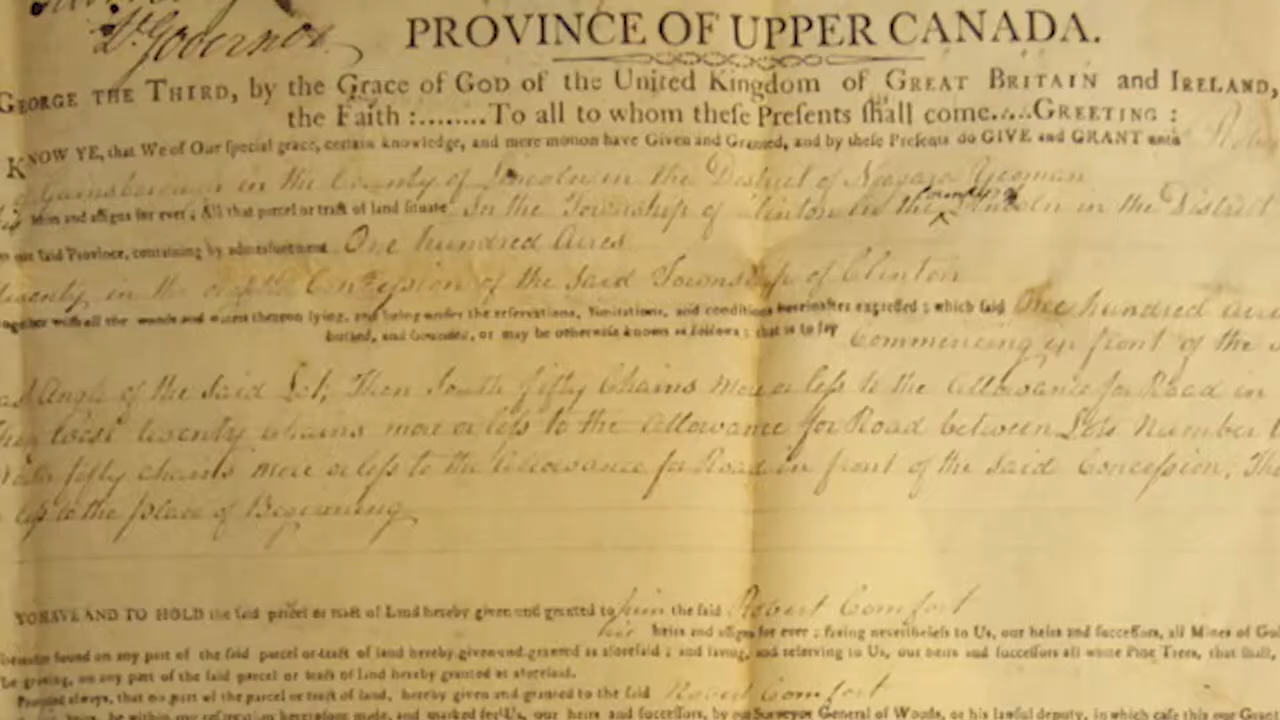 Lt Governor
PROVINCE OF UPPER CANADA.
GEORGE THE THIRD, by the Grace of GOD of the United Kingdom of GREAT BRITAIN and IRELAND,
the Faith :........To all to whom theſe Preſents ſhall come.....GREETING :
KNOW YE, that We of Our ſpecial grace, certain knowledge, and mere motion have Given and Granted, and by theſe Preſents do GIVE and GRANT unto
of Gainsborough in the County of Lincoln in the District of Niagara Yeoman
County of
his heirs and aſſigns for ever ; All that parcel or tract of land ſituate In the Township of Clinton in the ^ Lincoln in the District
in our ſaid Province, containing by admeaſurement One hundred Acres
twenty in the Conceſsion of the Said Township of Clinton
together with all the woods and waters thereon lying, and being under the reſervations, limitations, and conditions hereinafter expreſſed ; which ſaid One hundred Acres
butted, and bounded, or may be otherwiſe known as follows ; that is to ſay Commencing in front of the
Angle of the Said Lot, Then South fifty Chains more or leſs to the Allowance for Road in
Then West twenty chains more or leſs to the Allowance for Road between Lots Number
fifty chains more or leſs to the Allowance for Road in front of the Said Conceſsion, The
leſs to the place of Beginning
TO HAVE AND TO HOLD the ſaid parcel or tract of Land hereby given and granted to him the ſaid Robert Comfort
his heirs and aſſigns for ever ; ſaving nevertheleſs to Us, our heirs and ſucceſſors, all Mines of
hereafter found on any part of the ſaid parcel or tract of land hereby given and granted as aforeſaid ; and ſaving, and reſerving to Us, our heirs and ſucceſſors all white Pine Trees, that ſhall,
be growing, on any part of the ſaid parcel or tract of land hereby granted as aforeſaid.
Provided always, that no part of the parcel or tract of land, hereby given and granted to the ſaid Robert Comfort
heirs, be within any reſervation heretofore made, and marked for Us, our heirs and ſucceſſors, by our Surveyor General of Woods, or his lawful deputy, in which caſe this our Grant